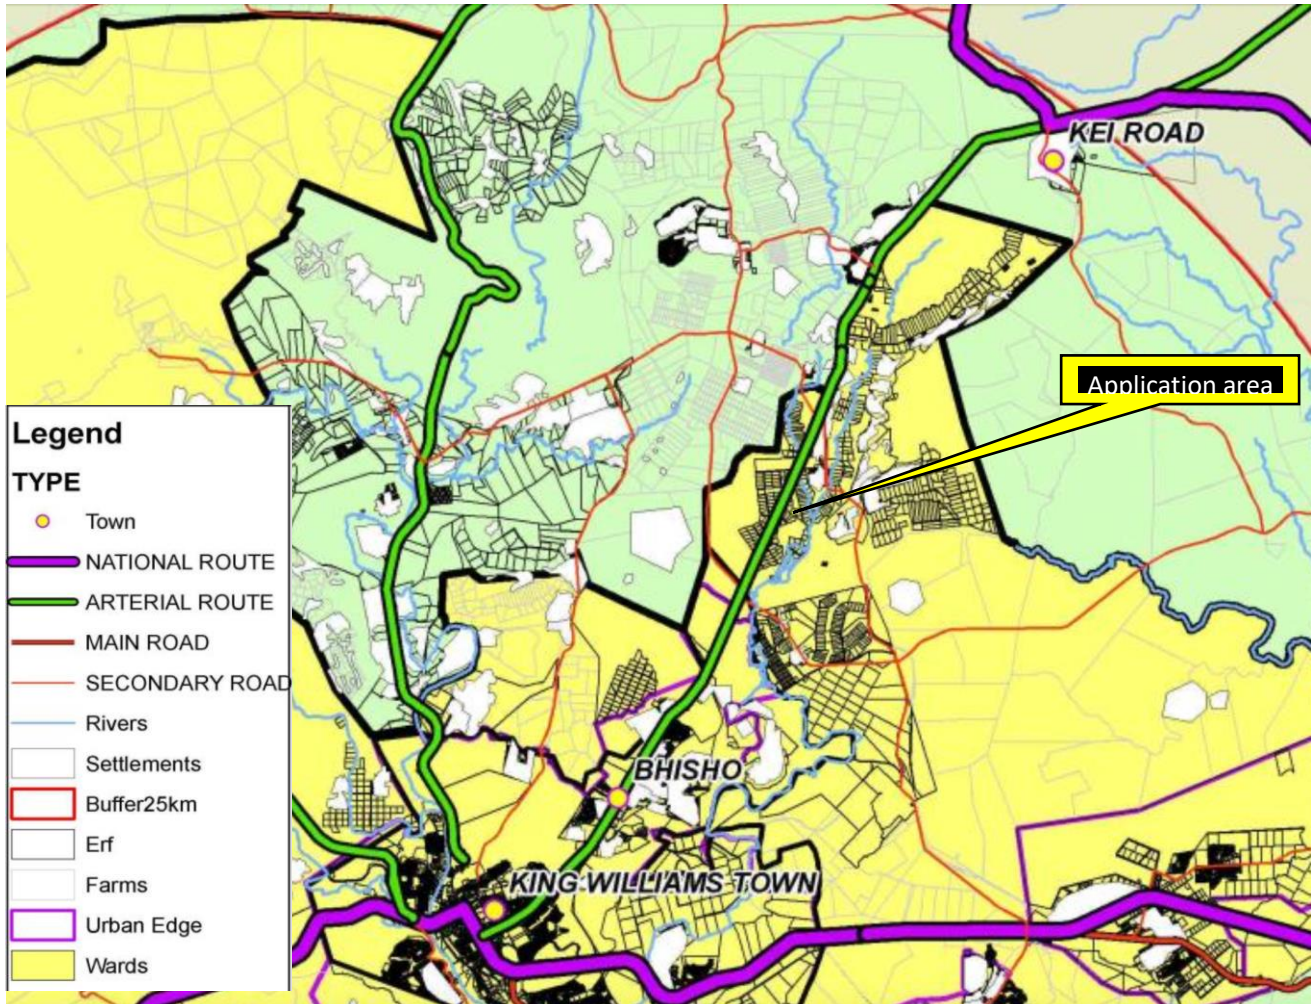 KEI ROAD
Application area
Legend
TYPE
Town
NATIONAL ROUTE
ARTERIAL ROUTE
MAIN ROAD
SECONDARY ROAD
Rivers
Settlements
Buffer25km
Erf
Farms
Urban Edge
Wards
BHISHO
KING WILLIAMS TOWN